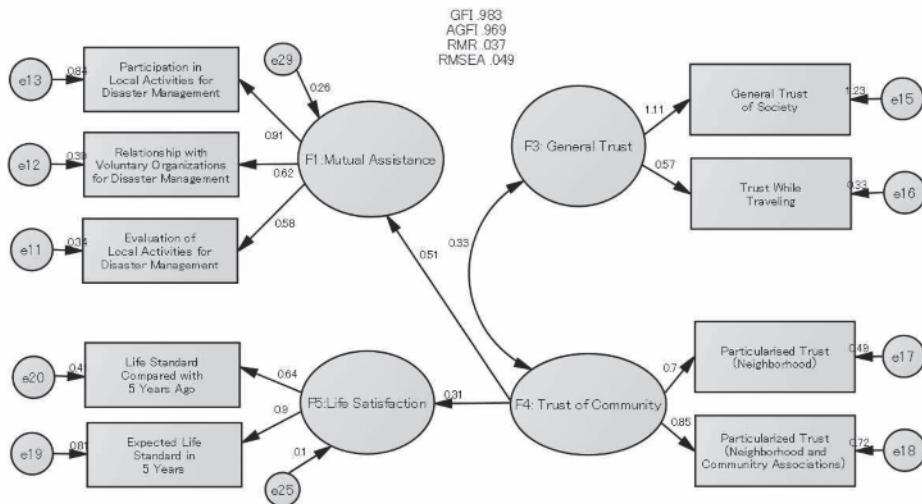 GFI .983
AGFI .969
RMR .037
RMSEA .049
e13
0.84
Participation in
Local Activities for
Disaster Management
e29
0.26
0.91
e12
Relationship with
Voluntary Organizations
for Disaster Management
0.62
F1:Mutual Assistance
e11
0.34
Evaluation of
Local Activities for
Disaster Management
0.58
F3: General Trust
1.11
General Trust
of Society
1.23
e15
0.57
Trust While
Traveling
0.33
e16
0.33
0.51
e20
Life Standard
Compared with
5 Years Ago
0.64
F5:Life Satisfaction
0.31
F4: Trust of Community
0.7
Particularised Trust
(Neighborhood)
0.49
e17
e19
0.81
Expected Life
Standard in
5 Years
0.9
0.1
e25
0.85
Particularized Trust
(Neighborhood and
Communitry Associations)
0.72
e18